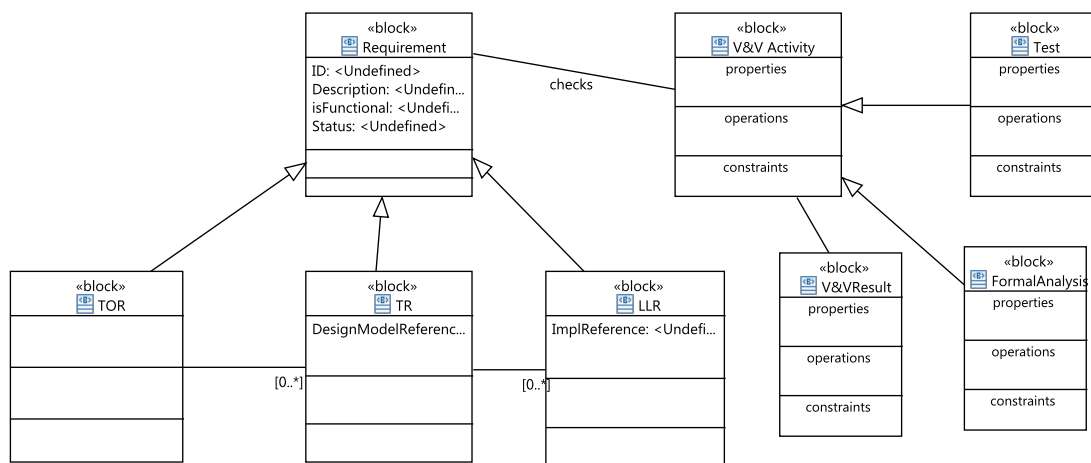 «block»
Requirement
ID: <Undefined>
Description: <Undefin...
isFunctional: <Undefi...
Status: <Undefined>
checks
«block»
V&V Activity
properties
operations
constraints
«block»
Test
properties
operations
constraints
«block»
TOR
[0..*]
«block»
TR
DesignModelReferenc...
[0..*]
«block»
LLR
ImplReference: <Undefi...
«block»
V&VResult
properties
operations
constraints
«block»
FormalAnalysis
properties
operations
constraints